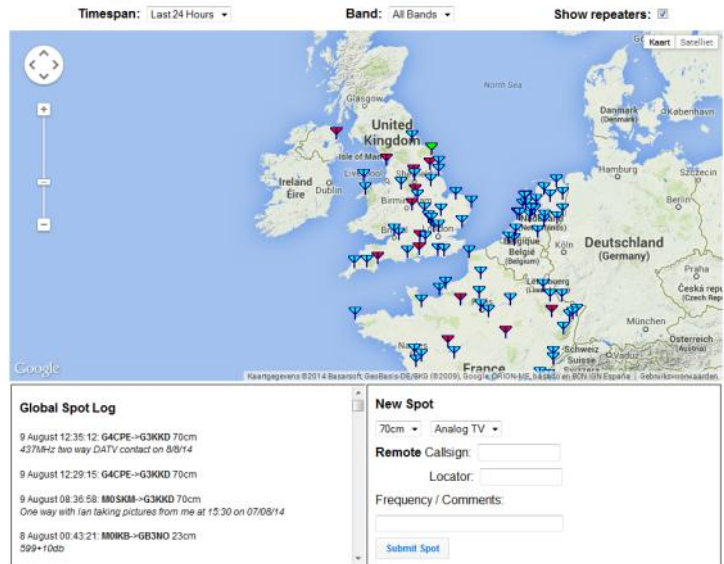 Timespan: Last 24 Hours Band: All Bands Show repeaters:
Kaart Satelliet
North Sea
Glasgow
Danmark
(Denmark)
København
United
Kingdom
Isle of Man
Hamburg
Szczecin
Ireland
Éire
Dublin
Berlin
België
(Belgium)
Köln
Deutschland
(Germany)
Praha
Česká repu
(Czech Rep
München
Österreich
(Austria)
Schweiz
Suisse
Vaduz
France
Google
Kaartgegevens ©2014 Basarsoft, GeoBasis-DE/BKG (©2009), Google, ORION-ME, basado en BCN IGN España Gebruiksvoorwaarden
Global Spot Log
9 August 12:35:12: G4CPE->G3KKD 70cm
437MHz two way DATV contact on 8/8/14
9 August 12:29:15: G4CPE->G3KKD 70cm
9 August 08:36:58: M0SKM->G3KKD 70cm
One way with Ian taking pictures from me at 15:30 on 07/08/14
8 August 00:43:21: M0IKB->GB3NO 23cm
599+10db
New Spot
70cm Analog TV
Remote Callsign:
Locator:
Frequency / Comments:
Submit Spot